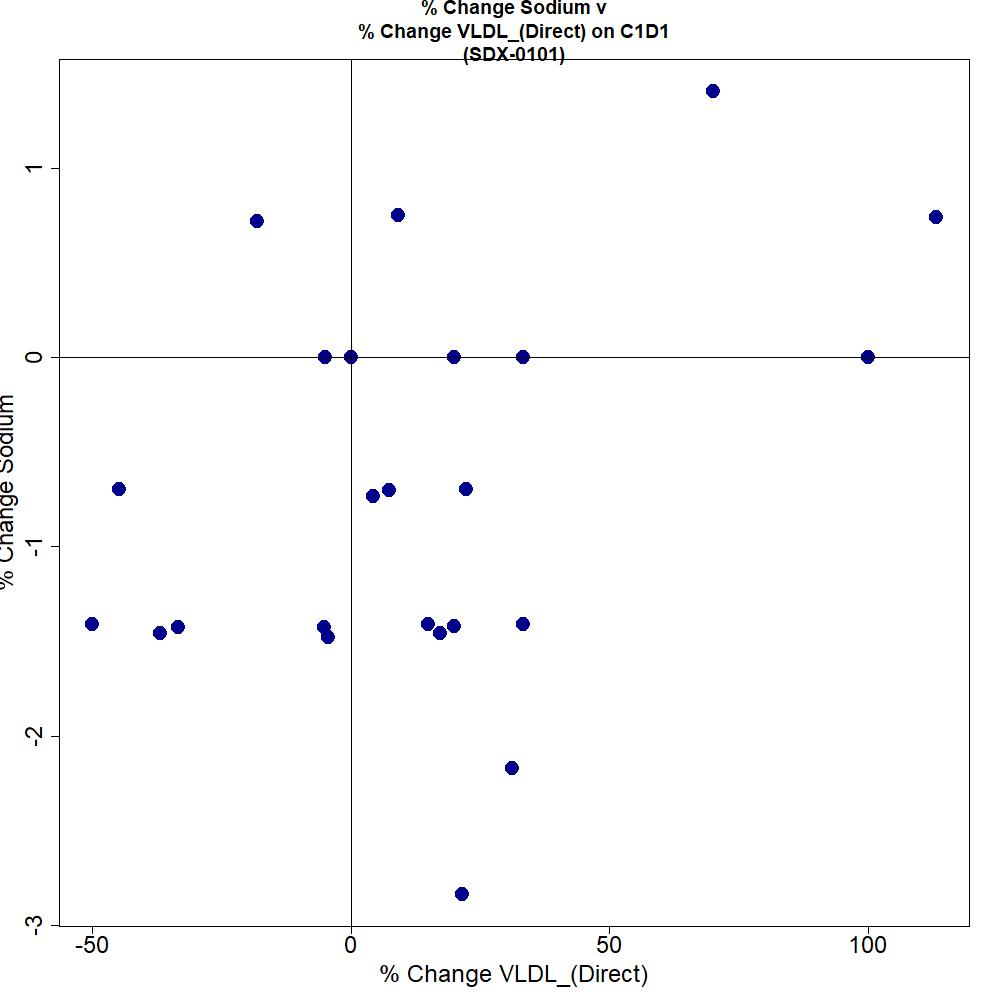 % Change Sodium v
% Change VLDL_(Direct) on C1D1
(SDX-0101)
% Change Sodium
1
0
-1
-2
-3
-50
0
50
100
% Change VLDL_(Direct)